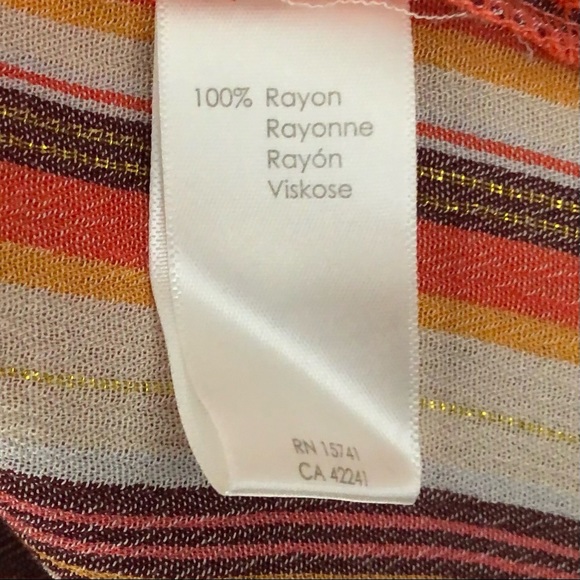 100% Rayon
Rayonne
Rayón
Viskose
RN 15741
CA 42241